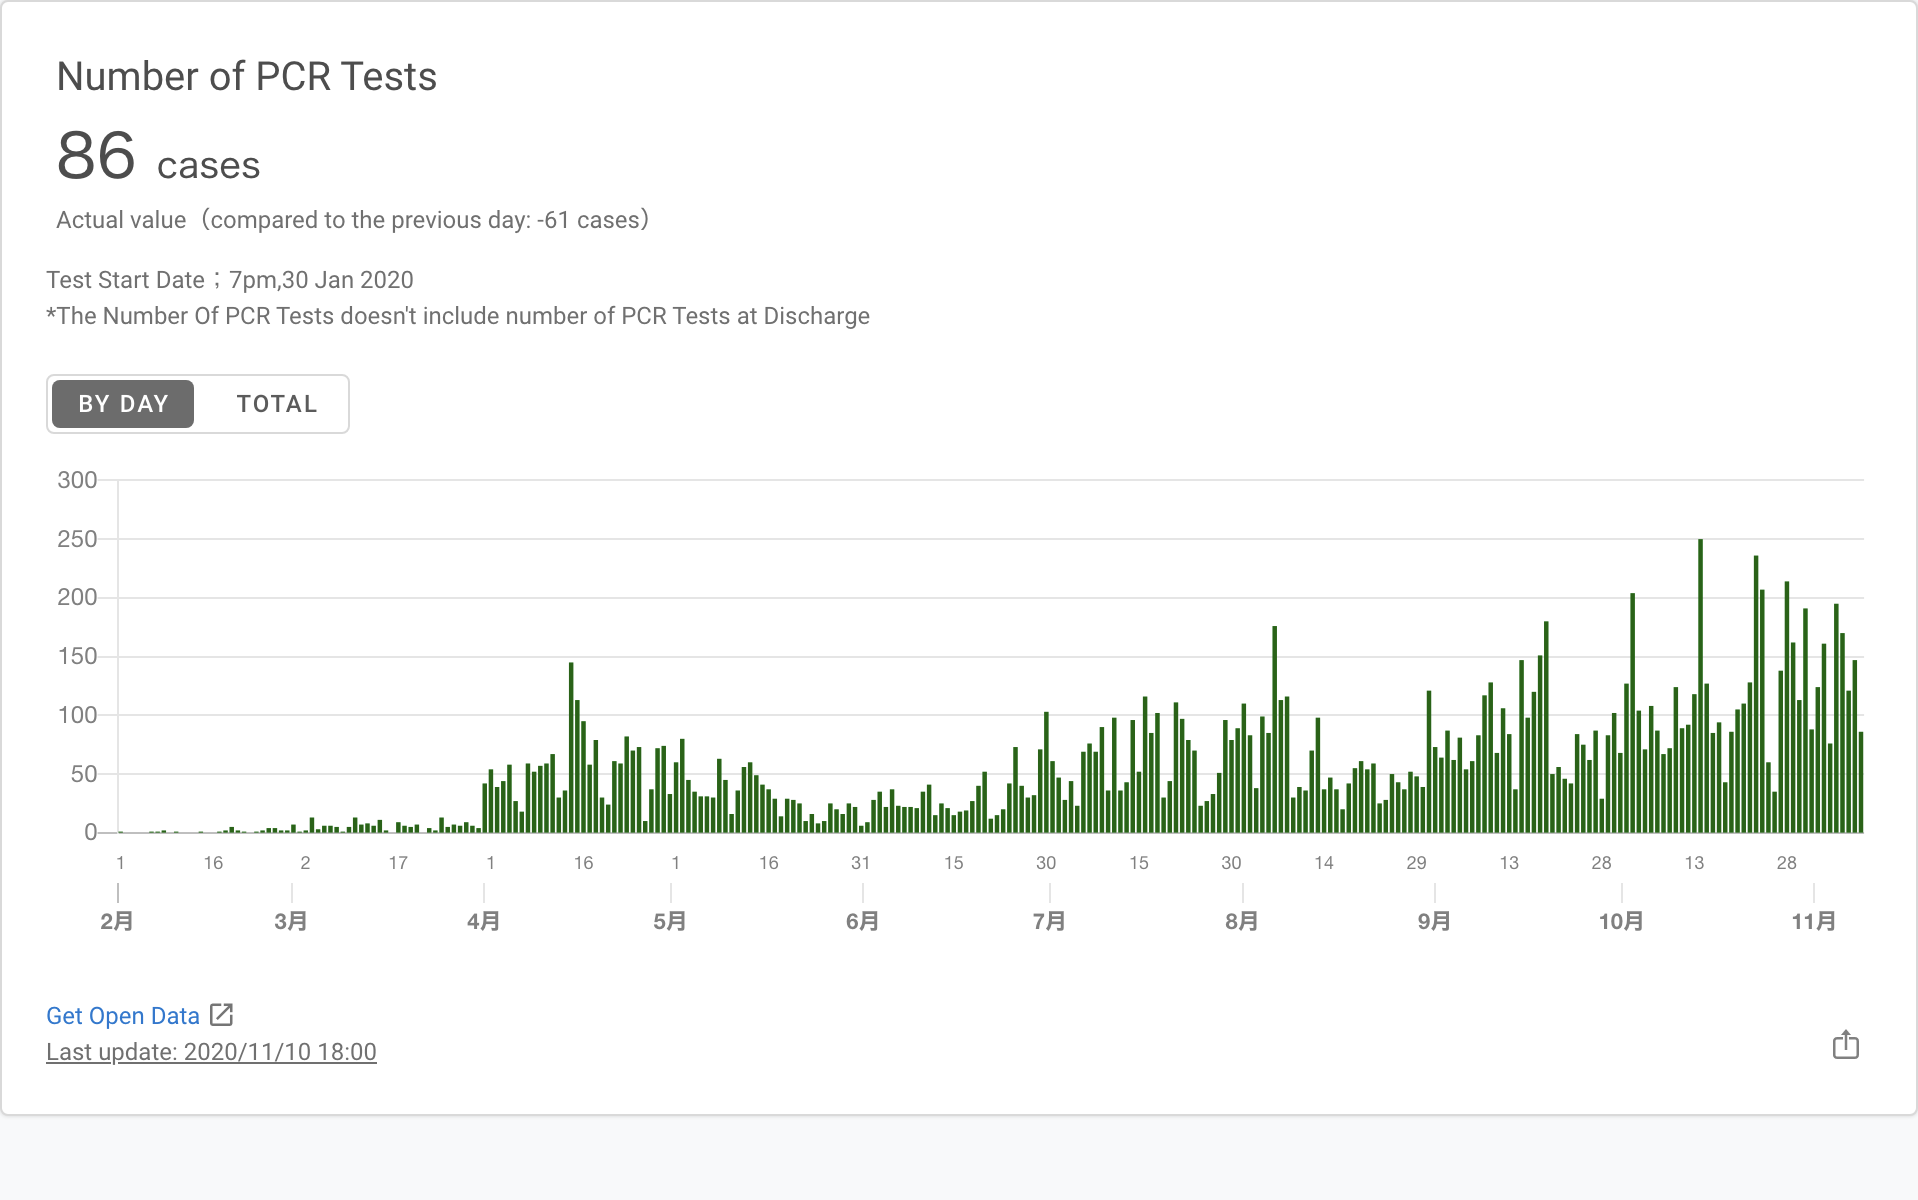 Number of PCR Tests
86 cases
Actual value（compared to the previous day: -61 cases）
Test Start Date；7pm,30 Jan 2020
*The Number Of PCR Tests doesn't include number of PCR Tests at Discharge
BY DAY TOTAL
300
250
200
150
100
50
0
1 16 2 17 1 16 1 16 31 15 30 15 30 14 29 13 28 13 28
2月 3月 4月 5月 6月 7月 8月 9月 10月 11月
Get Open Data
Last update: 2020/11/10 18:00